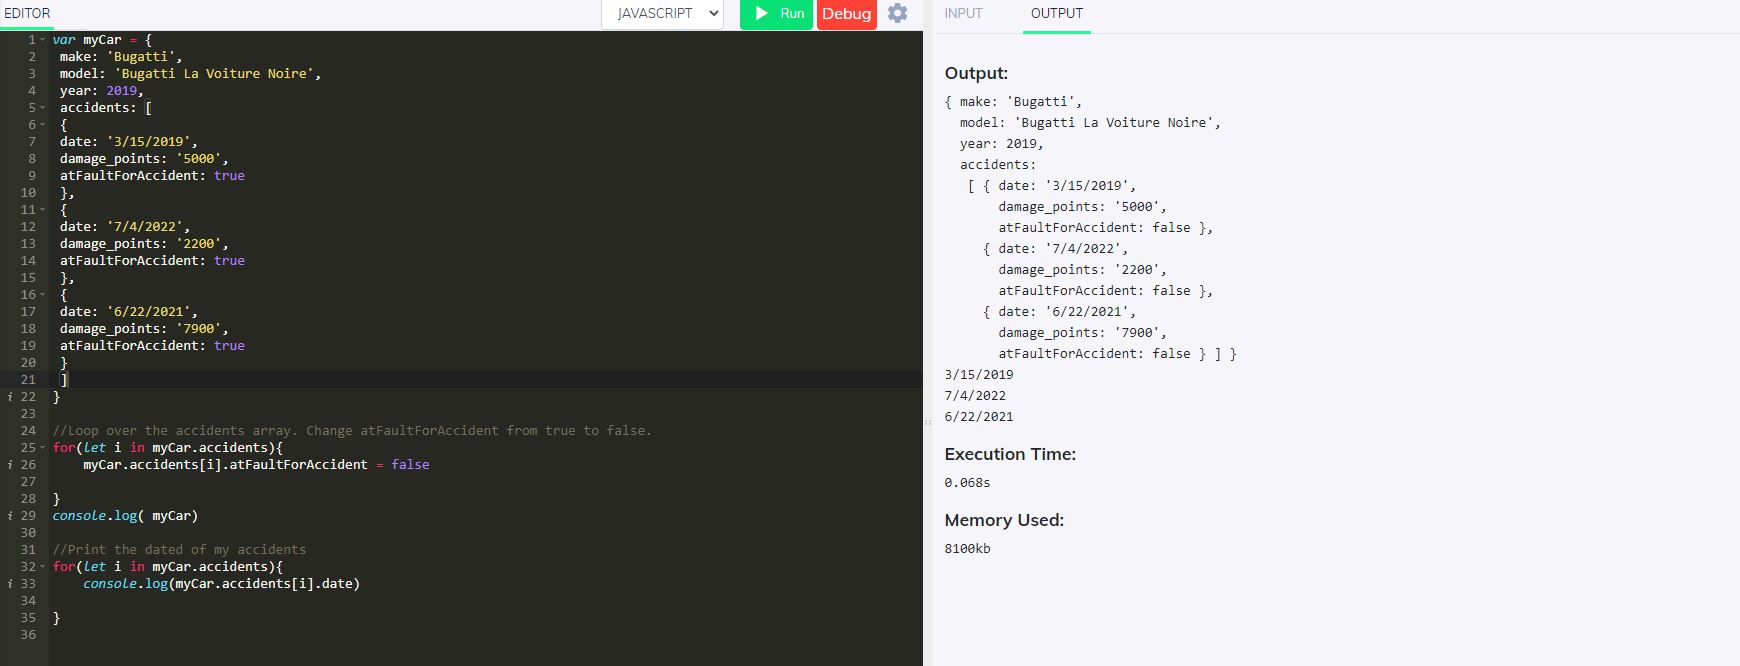 EDITOR
JAVASCRIPT
Run
Debug
1 var myCar = {
2 make: 'Bugatti',
3 model: 'Bugatti La Voiture Noire',
4 year: 2019,
5 accidents: [
6 {
7 date: '3/15/2019',
8 damage_points: '5000',
9 atFaultForAccident: true
10 },
11 {
12 date: '7/4/2022',
13 damage_points: '2200',
14 atFaultForAccident: true
15 },
16 {
17 date: '6/22/2021',
18 damage_points: '7900',
19 atFaultForAccident: true
20 }
21 ]
i 22 }
23
24 //Loop over the accidents array. Change atFaultForAccident from true to false.
25 for(let i in myCar.accidents){
i 26 myCar.accidents[i].atFaultForAccident = false
27
28 }
i 29 console.log( myCar)
30
31 //Print the dated of my accidents
32 for(let i in myCar.accidents){
i 33 console.log(myCar.accidents[i].date)
34
35 }
36
INPUT
OUTPUT
Output:
{ make: 'Bugatti',
model: 'Bugatti La Voiture Noire',
year: 2019,
accidents:
[ { date: '3/15/2019',
damage_points: '5000',
atFaultForAccident: false },
{ date: '7/4/2022',
damage_points: '2200',
atFaultForAccident: false },
{ date: '6/22/2021',
damage_points: '7900',
atFaultForAccident: false } ] }
3/15/2019
7/4/2022
6/22/2021
Execution Time:
0.068s
Memory Used:
8100kb